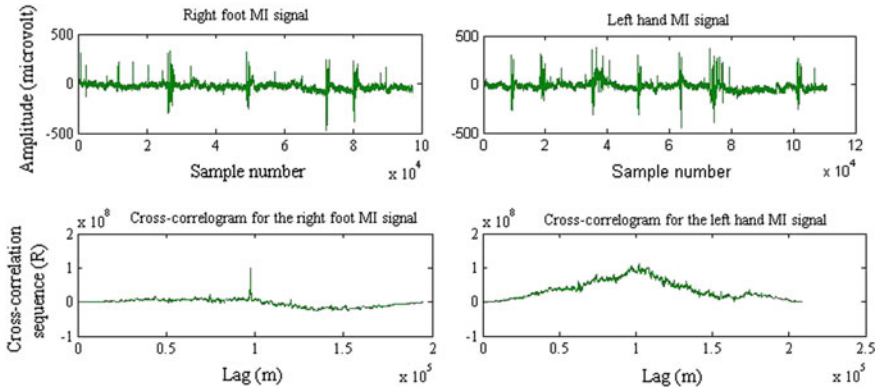 Right foot MI signal
Left hand MI signal
Amplitude (microvolt)
500
0
-500
0 2 4 6 8 10
Sample number
x 10^4
500
0
-500
0 2 4 6 8 10 12
Sample number
x 10^4
Cross-correlogram for the right foot MI signal
Cross-correlogram for the left hand MI signal
Cross-correlation
sequence (R)
x 10^8
2
1
0
-1
0 0.5 1 1.5 2
Lag (m)
x 10^5
x 10^8
2
1
0
-1
0 0.5 1 1.5 2 2.5
Lag (m)
x 10^5